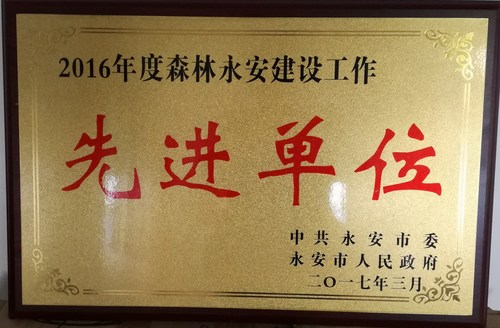 2016年度森林永安建设工作
先进单位
中共永安市委
永安市人民政府
二〇一七年三月